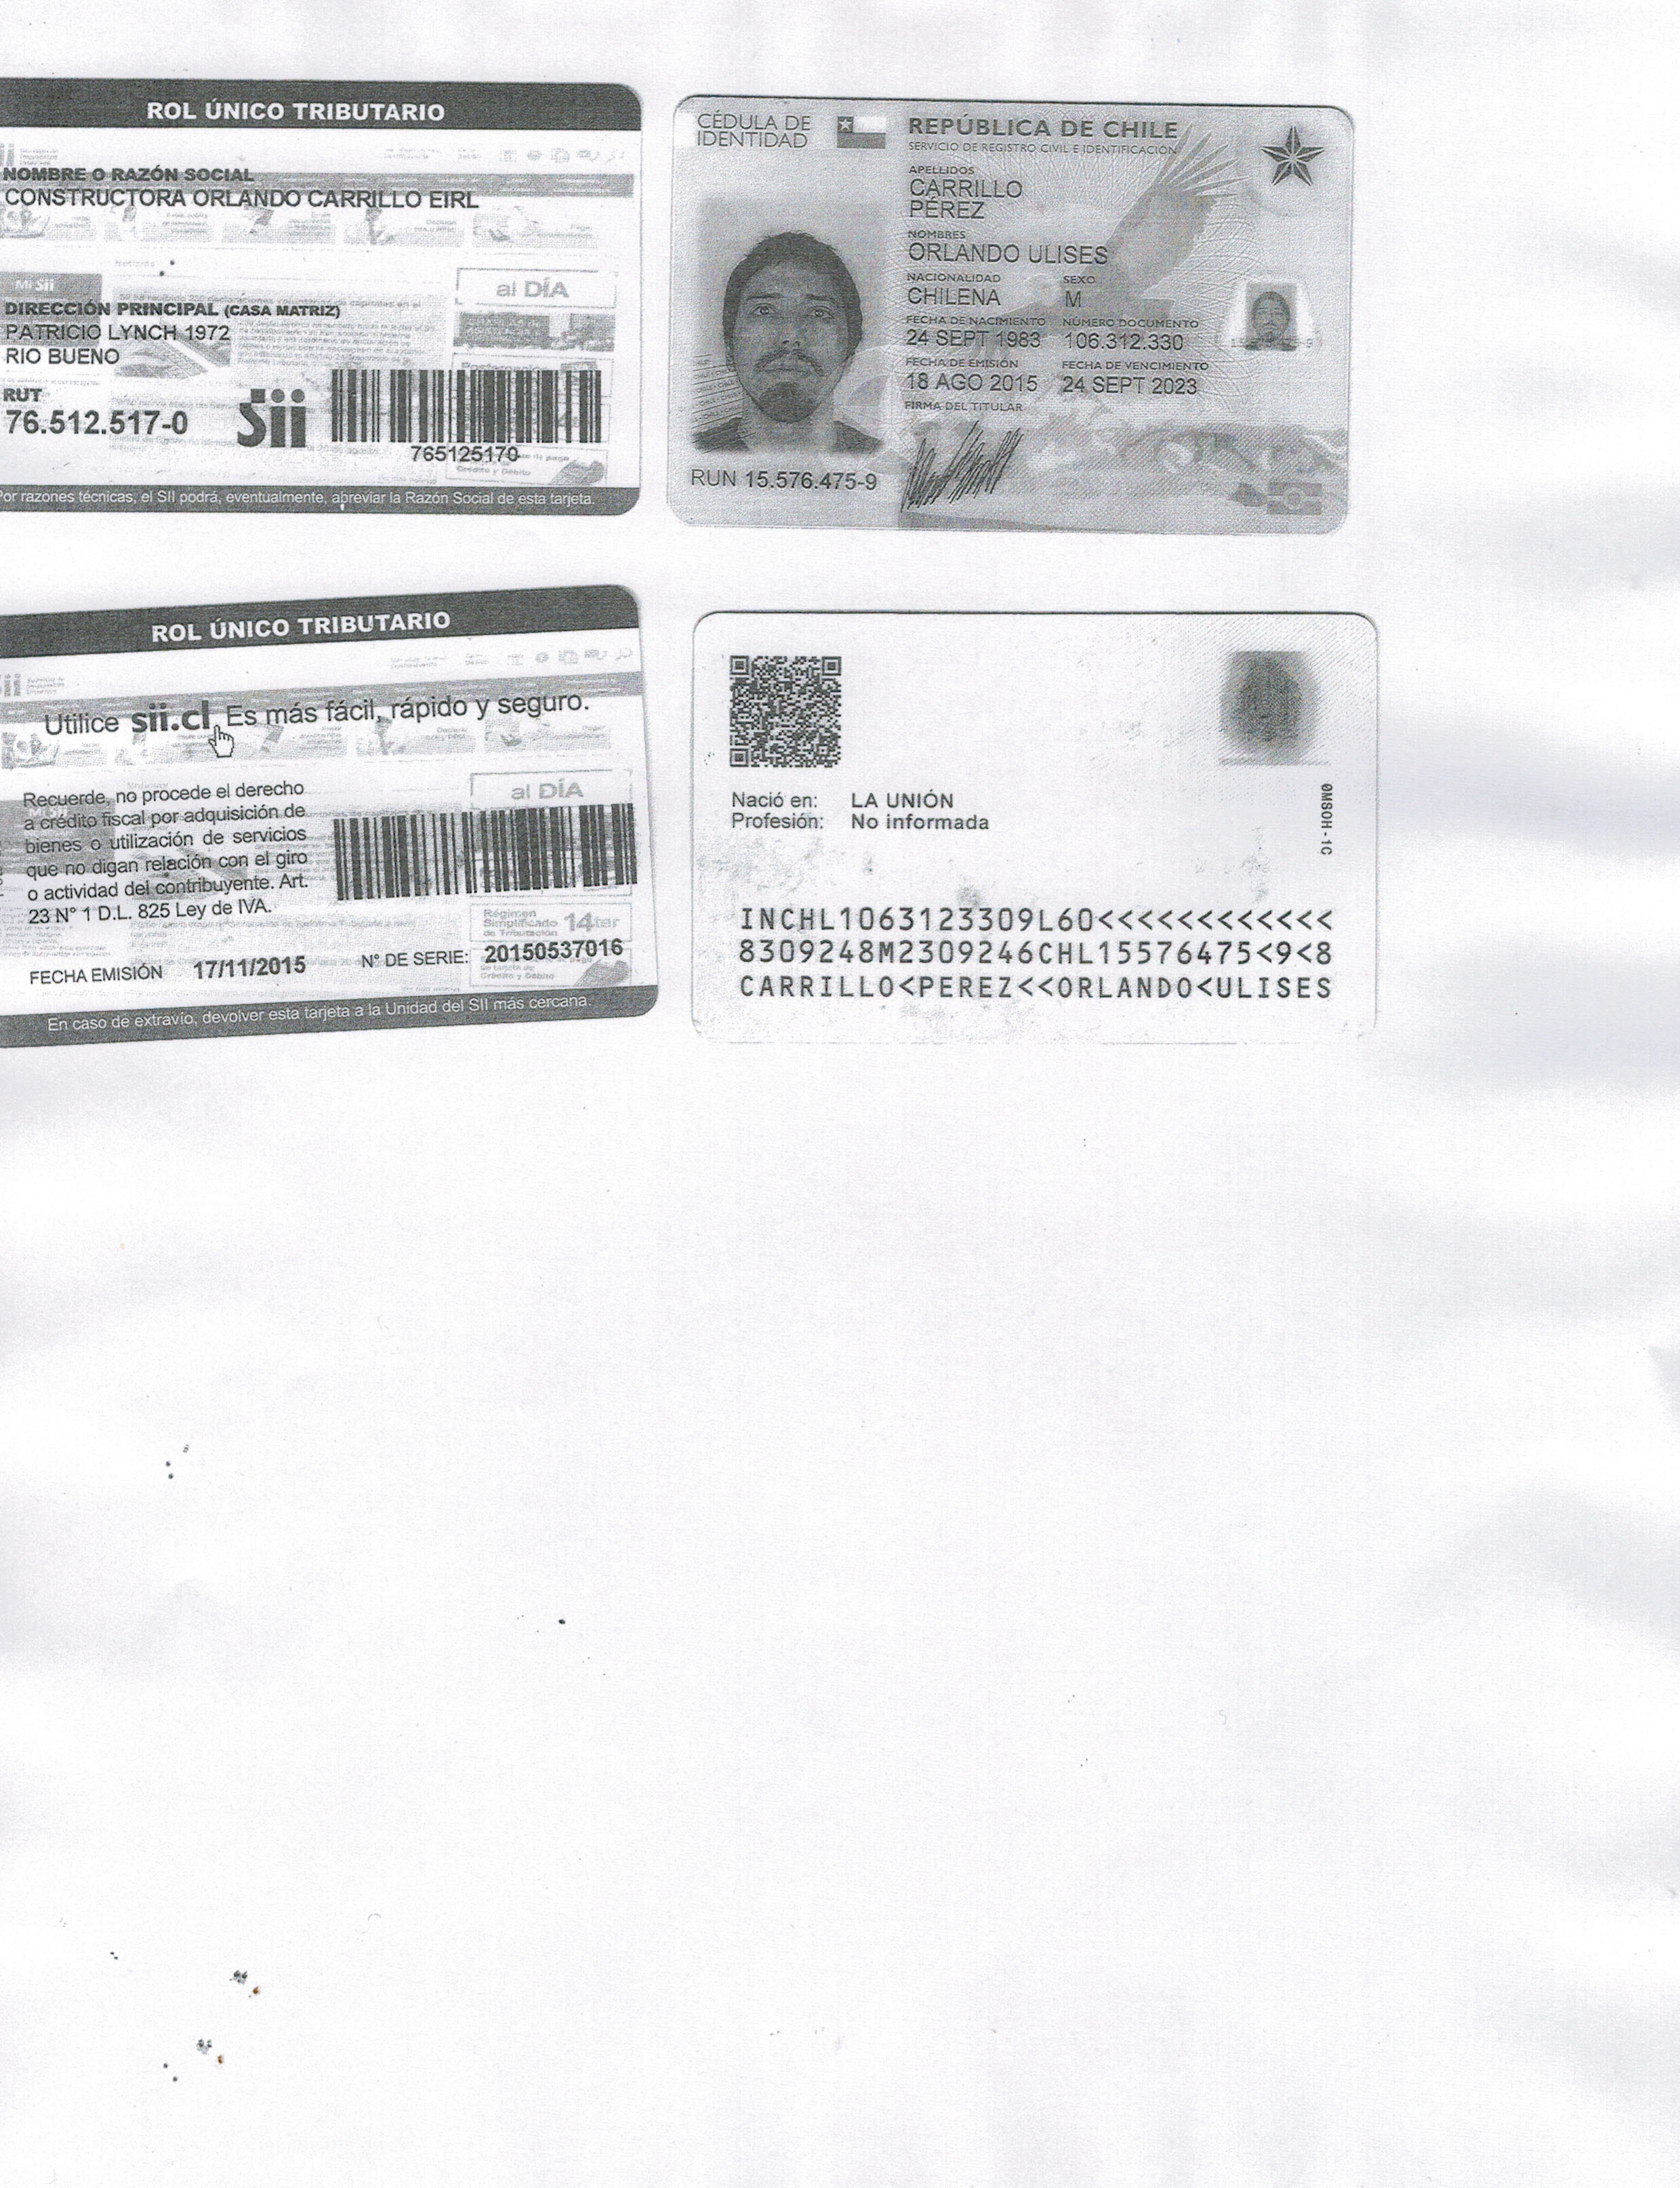 ROL ÚNICO TRIBUTARIO
NOMBRE O RAZÓN SOCIAL
CONSTRUCTORA ORLANDO CARRILLO EIRL
Mi Sii
al DÍA
DIRECCIÓN PRINCIPAL (CASA MATRIZ)
PATRICIO LYNCH 1972
RIO BUENO
RUT
76.512.517-0
Sii
765125170
Por razones técnicas, el SII podrá, eventualmente, abreviar la Razón Social de esta tarjeta.
CÉDULA DE
IDENTIDAD
REPÚBLICA DE CHILE
SERVICIO DE REGISTRO CIVIL E IDENTIFICACIÓN
APELLIDOS
CARRILLO
PÉREZ
NOMBRES
ORLANDO ULISES
NACIONALIDAD SEXO
CHILENA M
FECHA DE NACIMIENTO NÚMERO DOCUMENTO
24 SEPT 1983 106.312.330
FECHA DE EMISIÓN FECHA DE VENCIMIENTO
18 AGO 2015 24 SEPT 2023
FIRMA DEL TITULAR
RUN 15.576.475-9
ROL ÚNICO TRIBUTARIO
Utilice sii.cl. Es más fácil, rápido y seguro.
al DÍA
Recuerde, no procede el derecho
a crédito fiscal por adquisición de
bienes o utilización de servicios
que no digan relación con el giro
o actividad del contribuyente. Art.
23 N° 1 D.L. 825 Ley de IVA.
Régimen
Simplificado 14ter
de Tributación
FECHA EMISIÓN 17/11/2015 N° DE SERIE: 20150537016
En caso de extravío, devolver esta tarjeta a la Unidad del SII más cercana.
Nació en: LA UNIÓN
Profesión: No informada
0MSOH-1C
INCHL1063123309L60<<<<<<<<<<<<
8309248M2309246CHL15576475<9<8
CARRILLO<PEREZ<<ORLANDO<ULISES